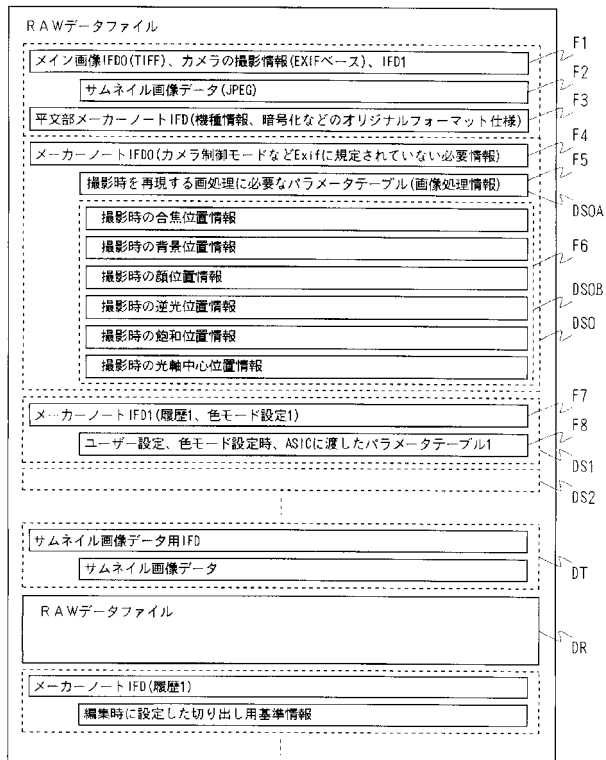 RAWデータファイル
メイン画像IFD0(TIFF)、カメラの撮影情報(EXIFベース)、IFD1
サムネイル画像データ(JPEG)
平文部メーカーノートIFD(機種情報、暗号化などのオリジナルフォーマット仕様)
メーカーノートIFD0(カメラ制御モードなどExifに規定されていない必要情報)
撮影時を再現する画処理に必要なパラメータテーブル(画像処理情報)
撮影時の合焦位置情報
撮影時の背景位置情報
撮影時の顔位置情報
撮影時の逆光位置情報
撮影時の飽和位置情報
撮影時の光軸中心位置情報
メーカーノートIFD1(履歴1、色モード設定1)
ユーザー設定、色モード設定時、ASICに渡したパラメータテーブル1
サムネイル画像データ用IFD
サムネイル画像データ
RAWデータファイル
メーカーノートIFD(履歴1)
編集時に設定した切り出し用基準情報
F1
F2
F3
F4
F5
DS0A
F6
DS0B
DS0
F7
F8
DS1
DS2
DT
DR